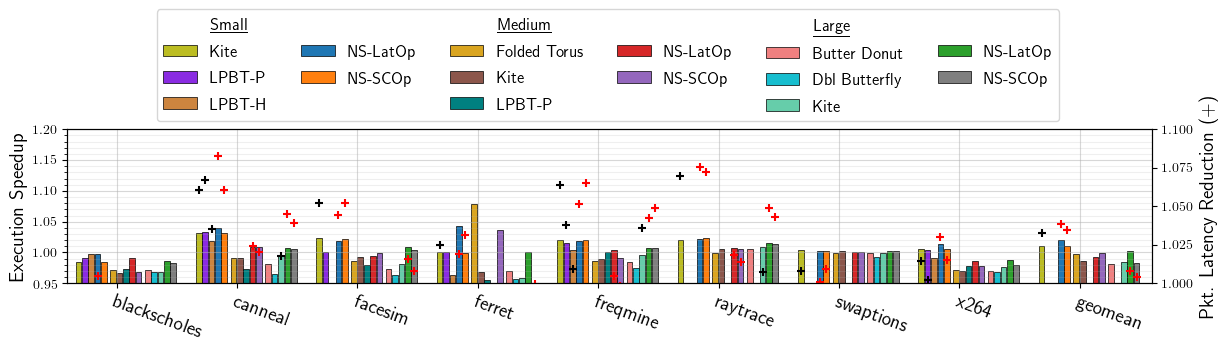 Small Medium Large
Kite NS-LatOp Folded Torus NS-LatOp Butter Donut NS-LatOp
LPBT-P NS-SCOp Kite NS-SCOp Dbl Butterfly NS-SCOp
LPBT-H LPBT-P Kite
Execution Speedup
1.20
1.15
1.10
1.05
1.00
0.95
Pkt. Latency Reduction (+)
1.100
1.075
1.050
1.025
1.000
blackscholes canneal facesim ferret freqmine raytrace swaptions x264 geomean